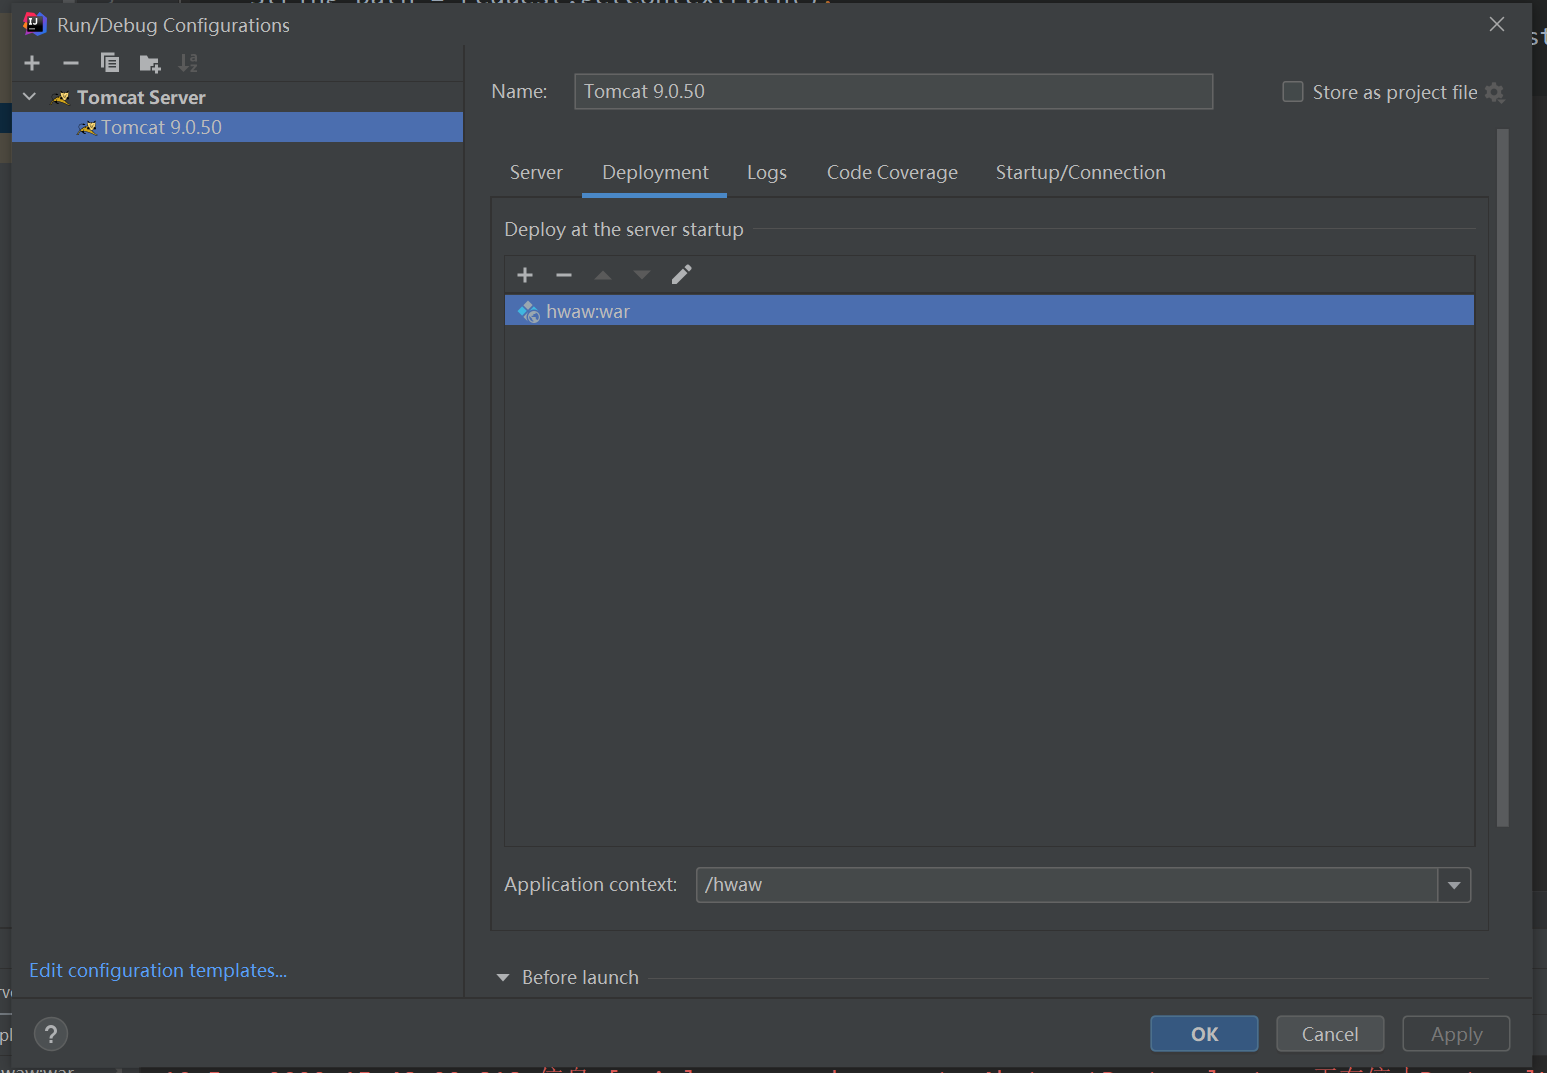 Run/Debug Configurations
Tomcat Server
Tomcat 9.0.50
Name:
Tomcat 9.0.50
Store as project file
Server
Deployment
Logs
Code Coverage
Startup/Connection
Deploy at the server startup
hwaw:war
Application context:
/hwaw
Edit configuration templates...
Before launch
?
OK
Cancel
Apply